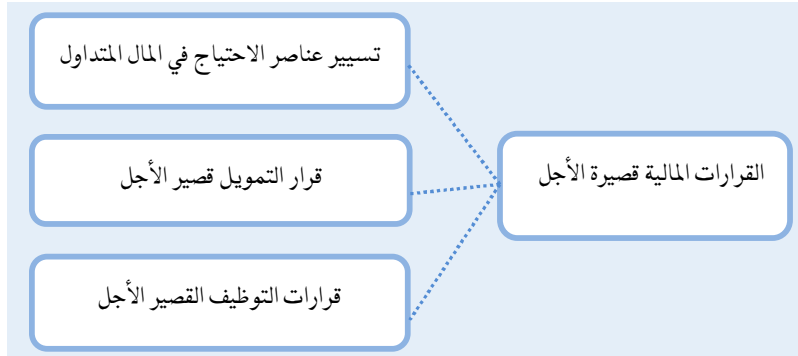 القرارات المالية قصيرة الأجل
تسيير عناصر الاحتياج في المال المتداول
قرار التمويل قصير الأجل
قرارات التوظيف القصير الأجل